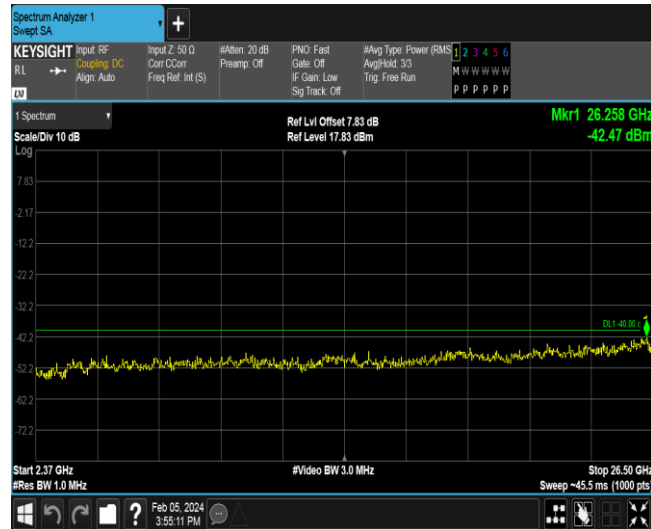 Spectrum Analyzer 1
Swept SA
+
KEYSIGHT
RL
LXI
Input: RF
Coupling: DC
Align: Auto
Input Z: 50 Ω
Corr CCorr
Freq Ref: Int (S)
#Atten: 20 dB
Preamp: Off
PNO: Fast
Gate: Off
IF Gain: Low
Sig Track: Off
#Avg Type: Power (RMS
Avg|Hold: 3/3
Trig: Free Run
1 2 3 4 5 6
M W W W W W
P P P P P P
1 Spectrum
Scale/Div 10 dB
Log
Ref Lvl Offset 7.83 dB
Ref Level 17.83 dBm
Mkr1 26.258 GHz
-42.47 dBm
7.83
-2.17
-12.2
-22.2
-32.2
DL1 -40.00 c
1
-42.2
-52.2
-62.2
-72.2
Start 2.37 GHz
#Res BW 1.0 MHz
#Video BW 3.0 MHz
Stop 26.50 GHz
Sweep ~45.5 ms (1000 pts)
?
Feb 05, 2024
3:55:11 PM